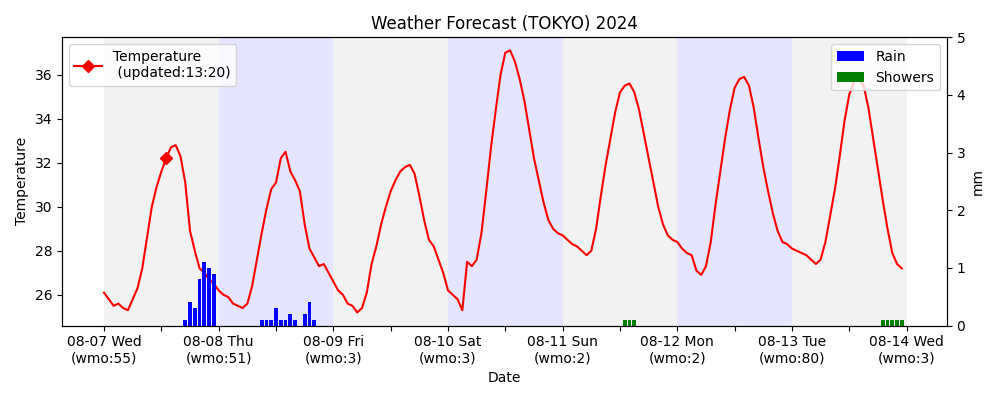 Weather Forecast (TOKYO) 2024
Temperature
(updated:13:20)
Rain
Showers
Temperature
36
34
32
30
28
26
5
4
3
2
1
0
mm
08-07 Wed 08-08 Thu 08-09 Fri 08-10 Sat 08-11 Sun 08-12 Mon 08-13 Tue 08-14 Wed
(wmo:55) (wmo:51) (wmo:3) (wmo:3) (wmo:2) (wmo:2) (wmo:80) (wmo:3)
Date